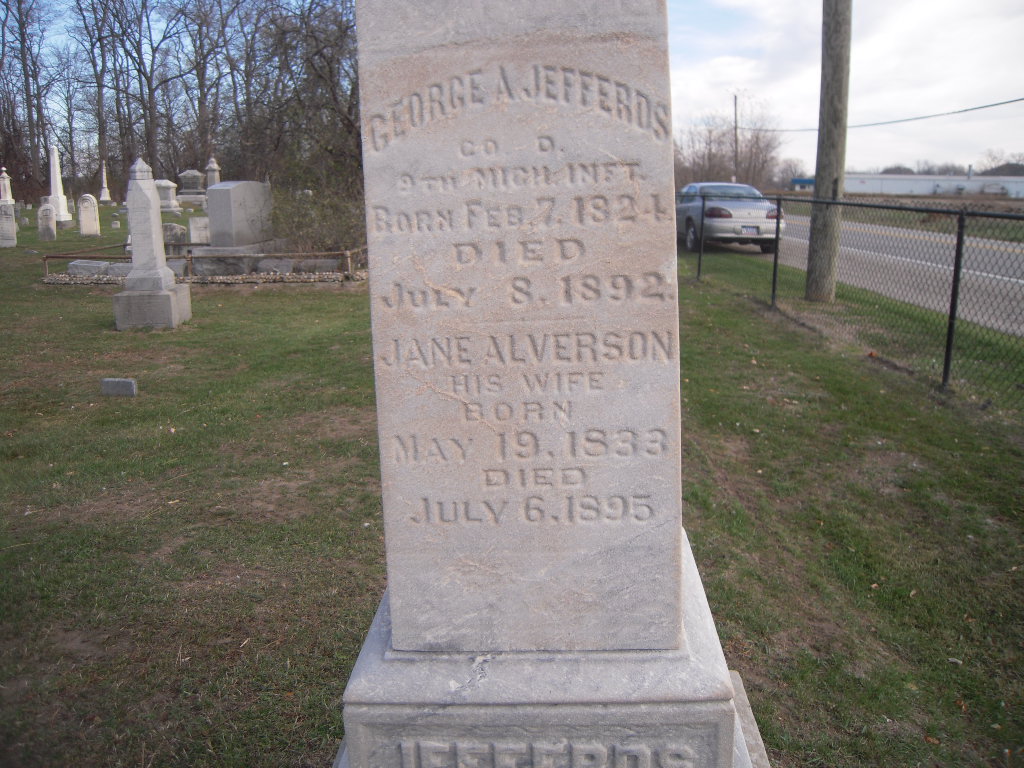 GEORGE A. JEFFERDS
CO. D.
9TH MICH. INFT.
BORN FEB. 7. 1824.
DIED
JULY 8. 1892.
JANE ALVERSON
HIS WIFE
BORN
MAY 19. 1833
DIED
JULY 6. 1895
JEFFERDS